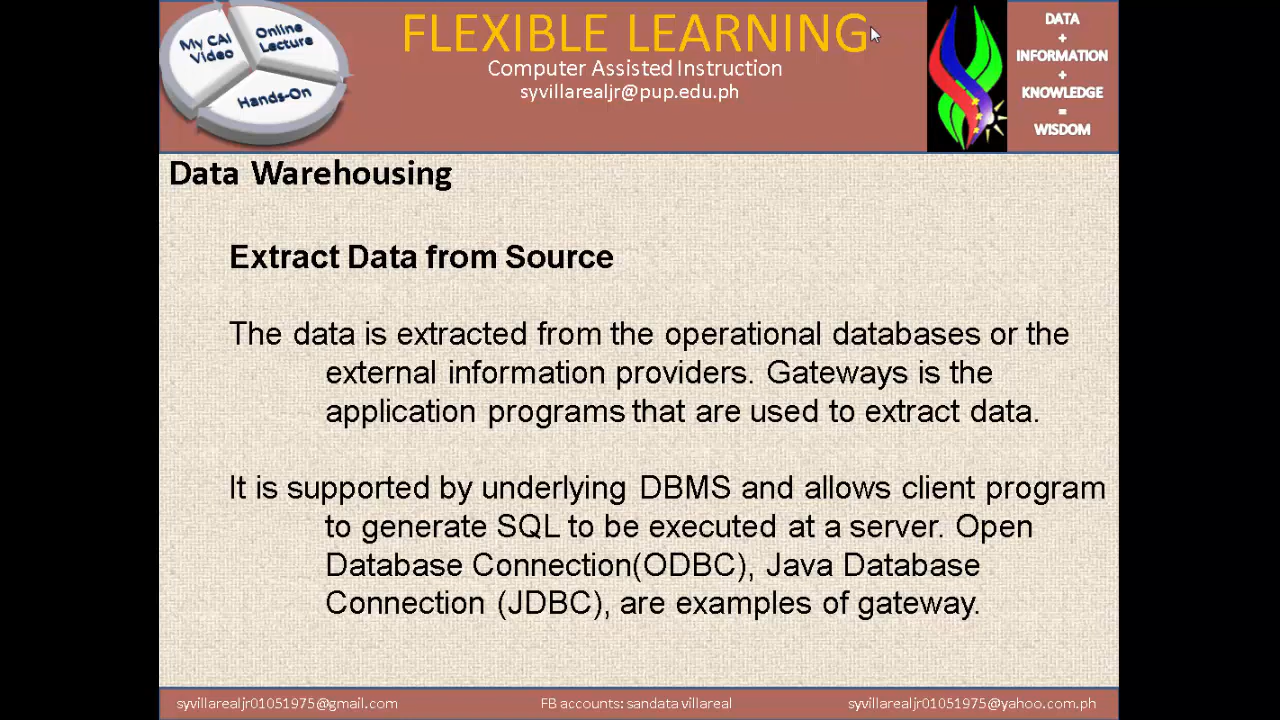 My CAI
Video
Online
Lecture
Hands-On
FLEXIBLE LEARNING
Computer Assisted Instruction
syvillarealjr@pup.edu.ph
DATA
+
INFORMATION
+
KNOWLEDGE
=
WISDOM
Data Warehousing
Extract Data from Source
The data is extracted from the operational databases or the
external information providers. Gateways is the
application programs that are used to extract data.
It is supported by underlying DBMS and allows client program
to generate SQL to be executed at a server. Open
Database Connection(ODBC), Java Database
Connection (JDBC), are examples of gateway.
syvillarealjr01051975@gmail.com
FB accounts: sandata villareal
syvillarealjr01051975@yahoo.com.ph